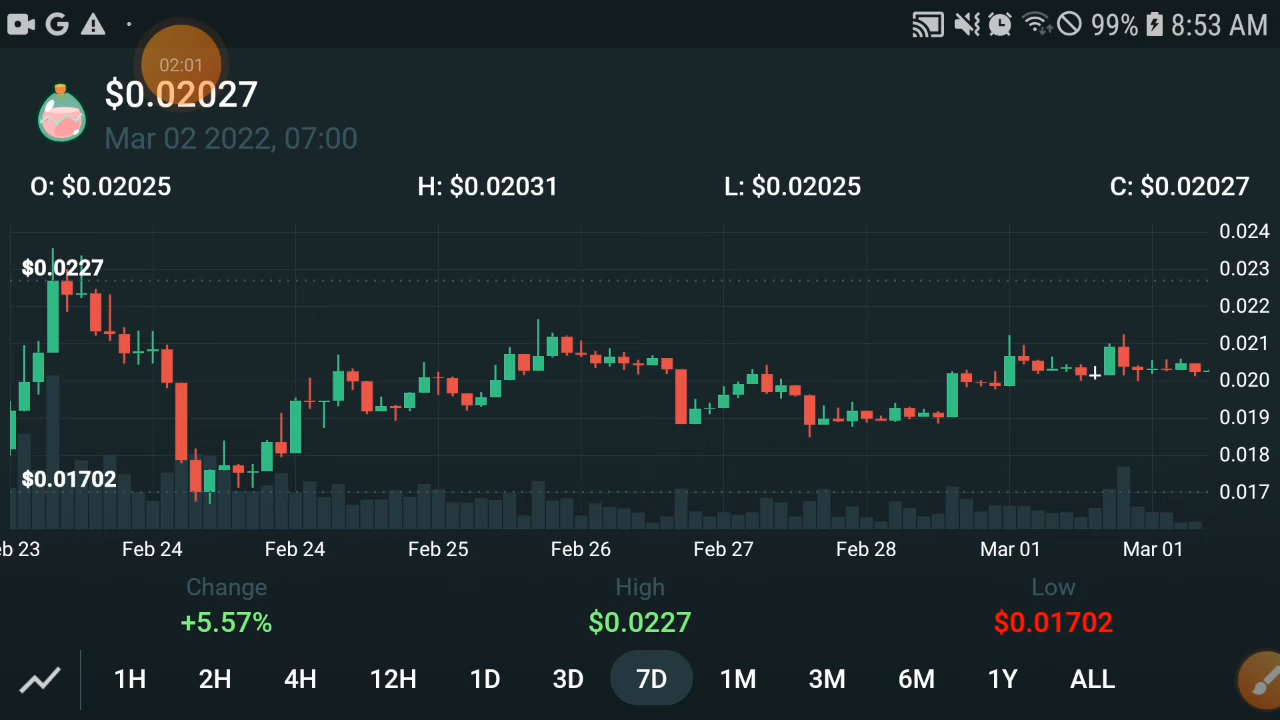 G 99% 8:53 AM
02:01
$0.02027
Mar 02 2022, 07:00
O: $0.02025 H: $0.02031 L: $0.02025 C: $0.02027
0.024
$0.0227 0.023
0.022
0.021
0.020
0.019
0.018
$0.01702 0.017
eb 23 Feb 24 Feb 24 Feb 25 Feb 26 Feb 27 Feb 28 Mar 01 Mar 01
Change High Low
+5.57% $0.0227 $0.01702
1H 2H 4H 12H 1D 3D 7D 1M 3M 6M 1Y ALL